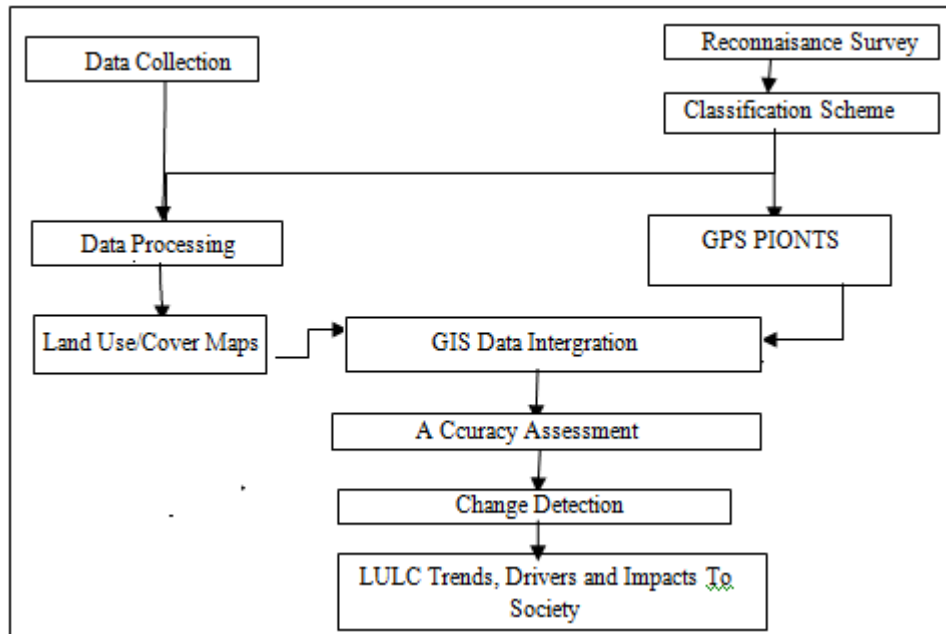 Data Collection
Reconnaisance Survey
Classification Scheme
Data Processing
GPS PIONTS
Land Use/Cover Maps
GIS Data Intergration
A Ccuracy Assessment
Change Detection
LULC Trends, Drivers and Impacts To
Society